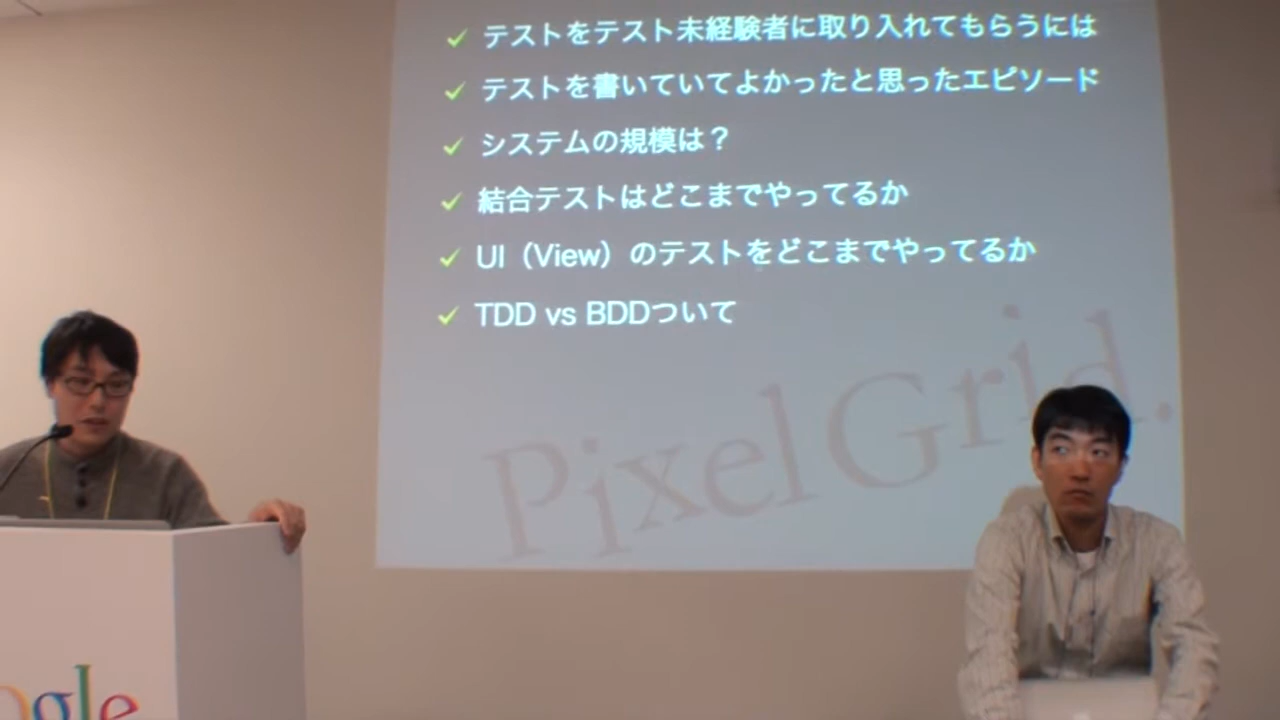 テストをテスト未経験者に取り入れてもらうには
テストを書いていてよかったと思ったエピソード
システムの規模は？
結合テストはどこまでやってるか
UI（View）のテストをどこまでやってるか
TDD vs BDDついて
Pixel Grid.
ogle